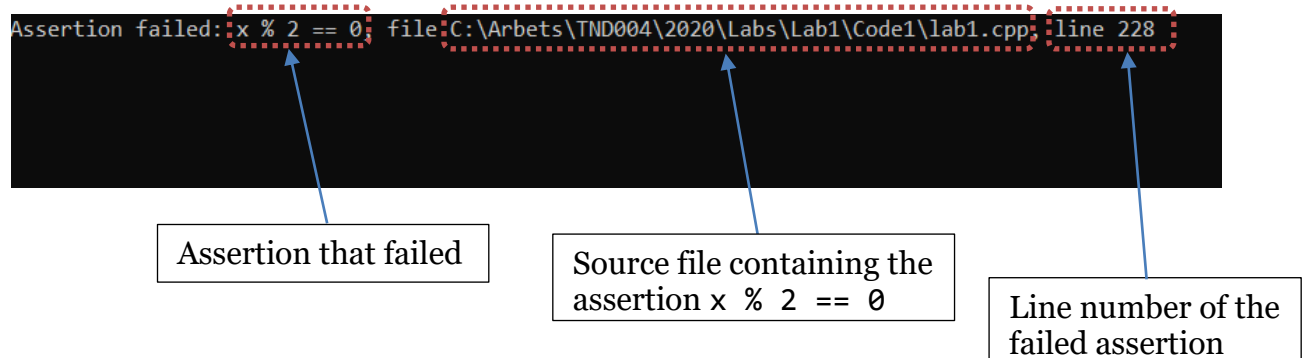 Assertion failed: x % 2 == 0, file C:\Arbets\TND004\2020\Labs\Lab1\Code1\lab1.cpp, line 228
Assertion that failed
Source file containing the
assertion x % 2 == 0
Line number of the
failed assertion